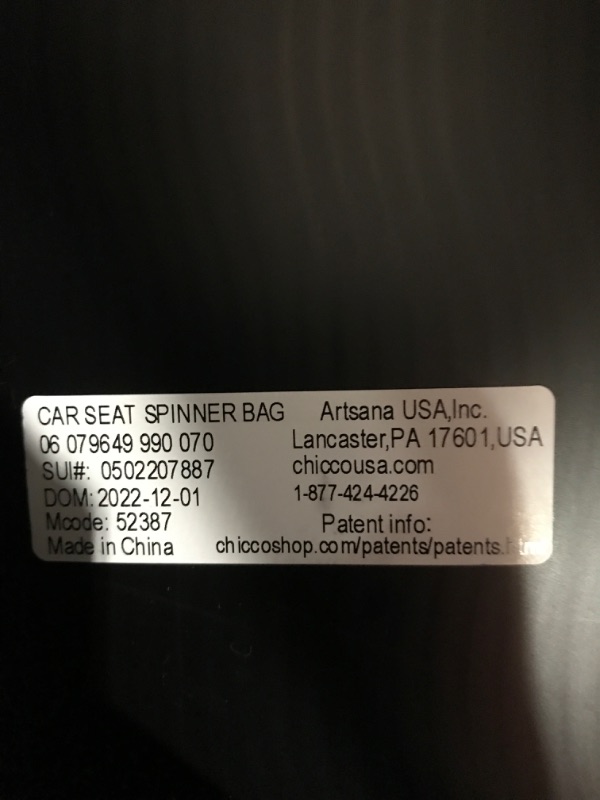 CAR SEAT SPINNER BAG
06 079649 990 070
SUI#: 0502207887
DOM: 2022-12-01
Mcode: 52387
Made in China
Artsana USA,Inc.
Lancaster,PA 17601,USA
chiccousa.com
1-877-424-4226
Patent info:
chiccoshop.com/patents/patents.htm